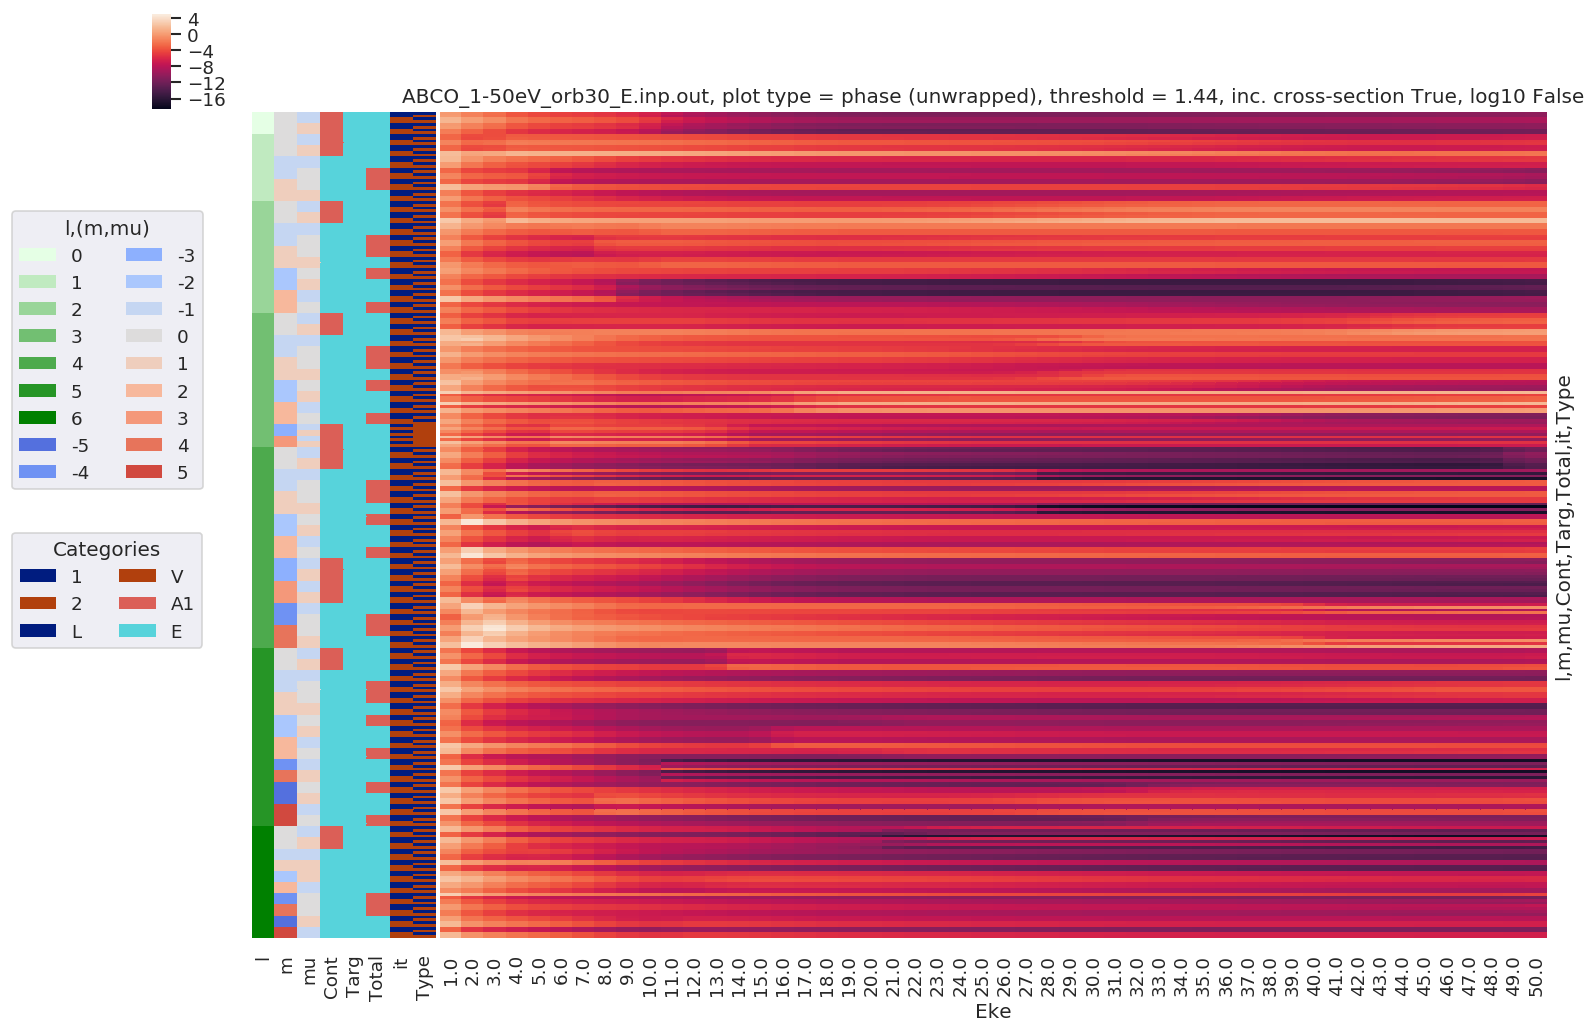 4
0
−4
−8
−12
−16
ABCO_1-50eV_orb30_E.inp.out, plot type = phase (unwrapped), threshold = 1.44, inc. cross-section True, log10 False
l,(m,mu)
0 -3
1 -2
2 -1
3 0
4 1
5 2
6 3
-5 4
-4 5
Categories
1 V
2 A1
L E
l,m,mu,Cont,Targ,Total,it,Type
l m mu Cont Targ Total it Type
1.0 2.0 3.0 4.0 5.0 6.0 7.0 8.0 9.0 10.0 11.0 12.0 13.0 14.0 15.0 16.0 17.0 18.0 19.0 20.0 21.0 22.0 23.0 24.0 25.0 26.0 27.0 28.0 29.0 30.0 31.0 32.0 33.0 34.0 35.0 36.0 37.0 38.0 39.0 40.0 41.0 42.0 43.0 44.0 45.0 46.0 47.0 48.0 49.0 50.0
Eke